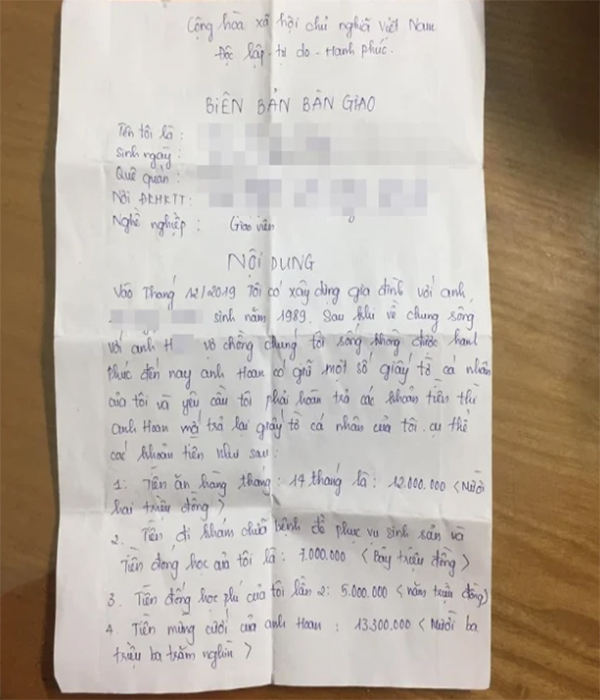 Cộng hòa xã hội chủ nghĩa Việt Nam
Độc lập - tự do - Hạnh phúc.
BIÊN BẢN BÀN GIAO
Tên tôi là :
Sinh ngày :
Quê quán :
Nơi ĐKHKTT:
Nghề nghiệp : Giáo viên
NỘI DUNG
Vào Tháng 12/2019 Tôi có xây dựng gia đình với anh
sinh năm 1989. Sau khi về chung sống
với anh H vợ chồng chúng tôi sống không được hạnh
phúc đến nay anh Hoan có giữ một số giấy tờ cá nhân
của tôi và yêu cầu tôi phải hoàn trả các khoản tiền thì
anh Hoan mới trả lại giấy tờ cá nhân của tôi. cụ thể
các khoản tiền như sau :
1: Tiền ăn hàng tháng : 14 tháng là : 12.000.000 < Mười
hai triệu đồng >
2. Tiền đi khám chữa bệnh để phục vụ sinh sản và
Tiền đóng học của tôi là : 7.000.000 < Bảy triệu đồng >
3. Tiền đóng học phí của tôi lần 2: 5.000.000 < năm triệu đồng >
4. Tiền mừng cưới của anh Hoan : 13.300.000 < Mười ba
triệu ba trăm nghìn >